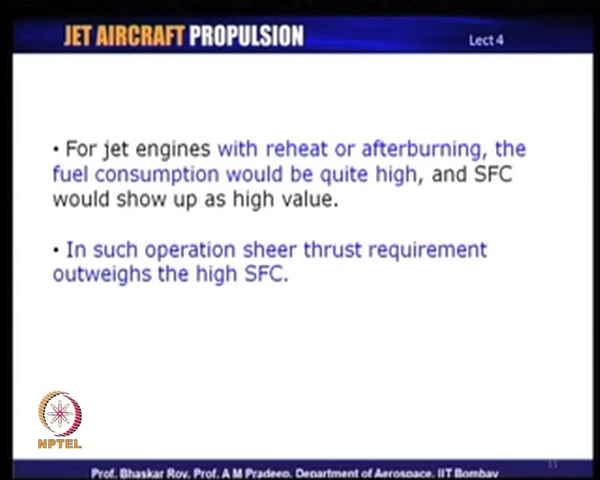 JET AIRCRAFT PROPULSION
Lect 4
• For jet engines with reheat or afterburning, the
fuel consumption would be quite high, and SFC
would show up as high value.
• In such operation sheer thrust requirement
outweighs the high SFC.
NPTEL
11
Prof. Bhaskar Roy, Prof. A M Pradeep, Department of Aerospace, IIT Bombay